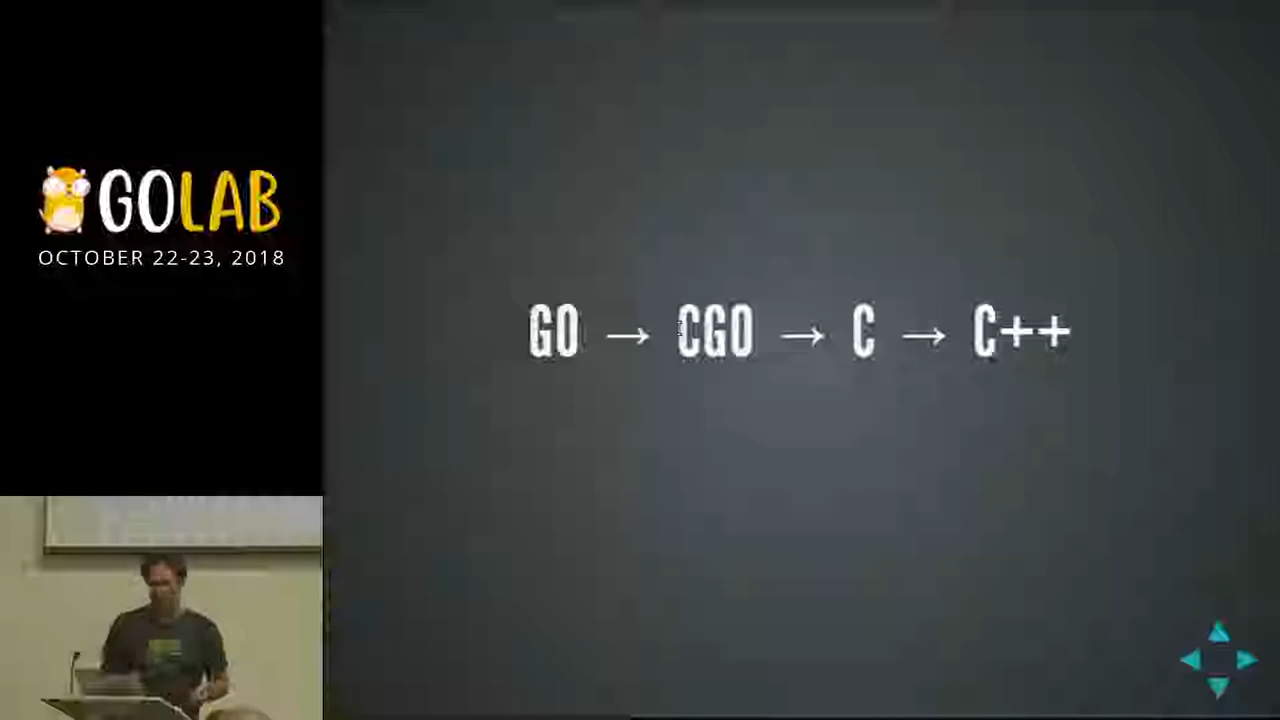 GOLAB
OCTOBER 22-23, 2018
GO → CGO → C → C++